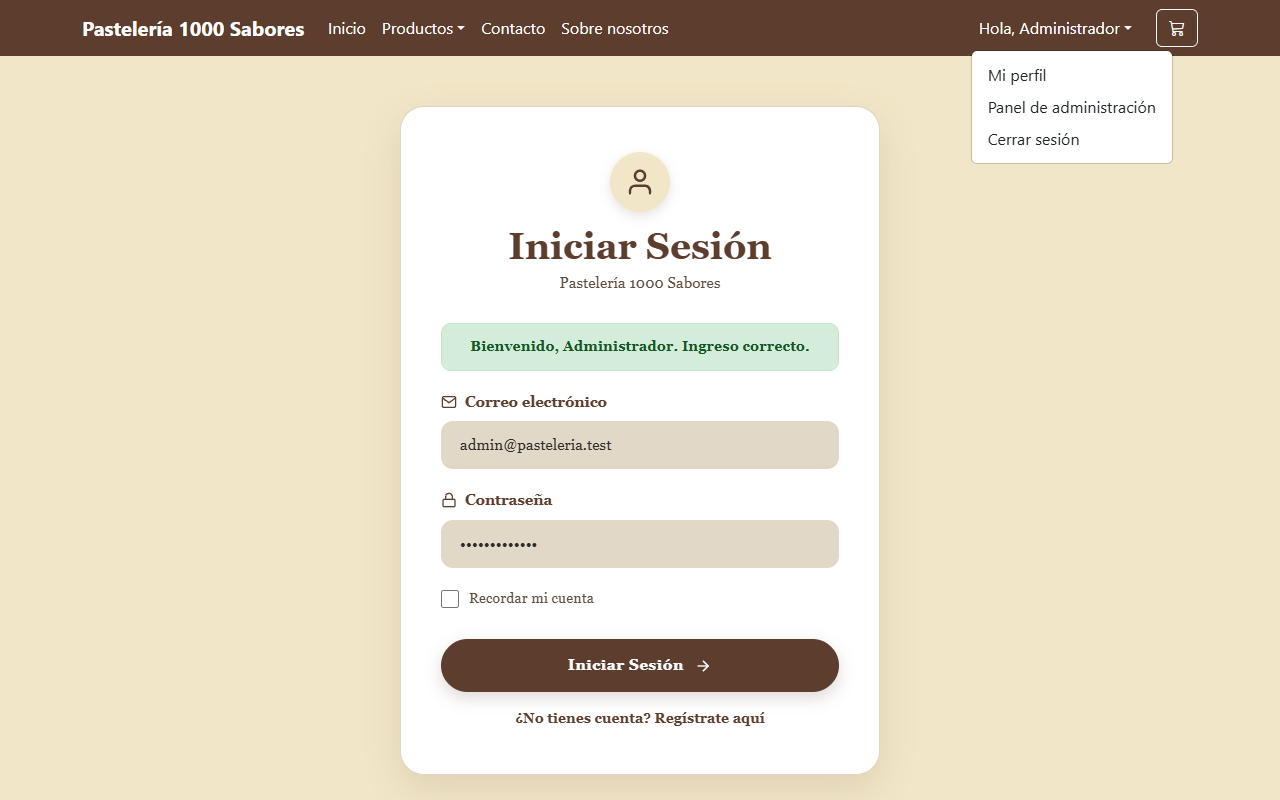 Pastelería 1000 Sabores Inicio Productos Contacto Sobre nosotros Hola, Administrador
Mi perfil
Panel de administración
Cerrar sesión
Iniciar Sesión
Pastelería 1000 Sabores
Bienvenido, Administrador. Ingreso correcto.
Correo electrónico
admin@pasteleria.test
Contraseña
•••••••••••••
Recordar mi cuenta
Iniciar Sesión →
¿No tienes cuenta? Regístrate aquí